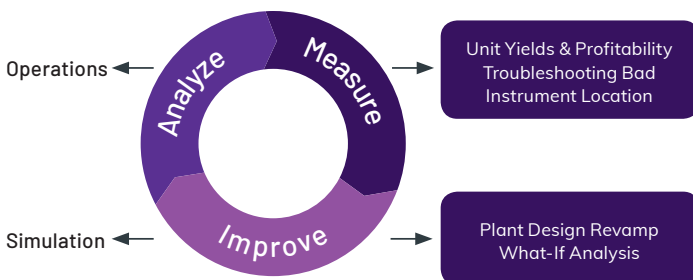 Operations
Analyze
Measure
Unit Yields & Profitability
Troubleshooting Bad
Instrument Location
Simulation
Improve
Plant Design Revamp
What-If Analysis